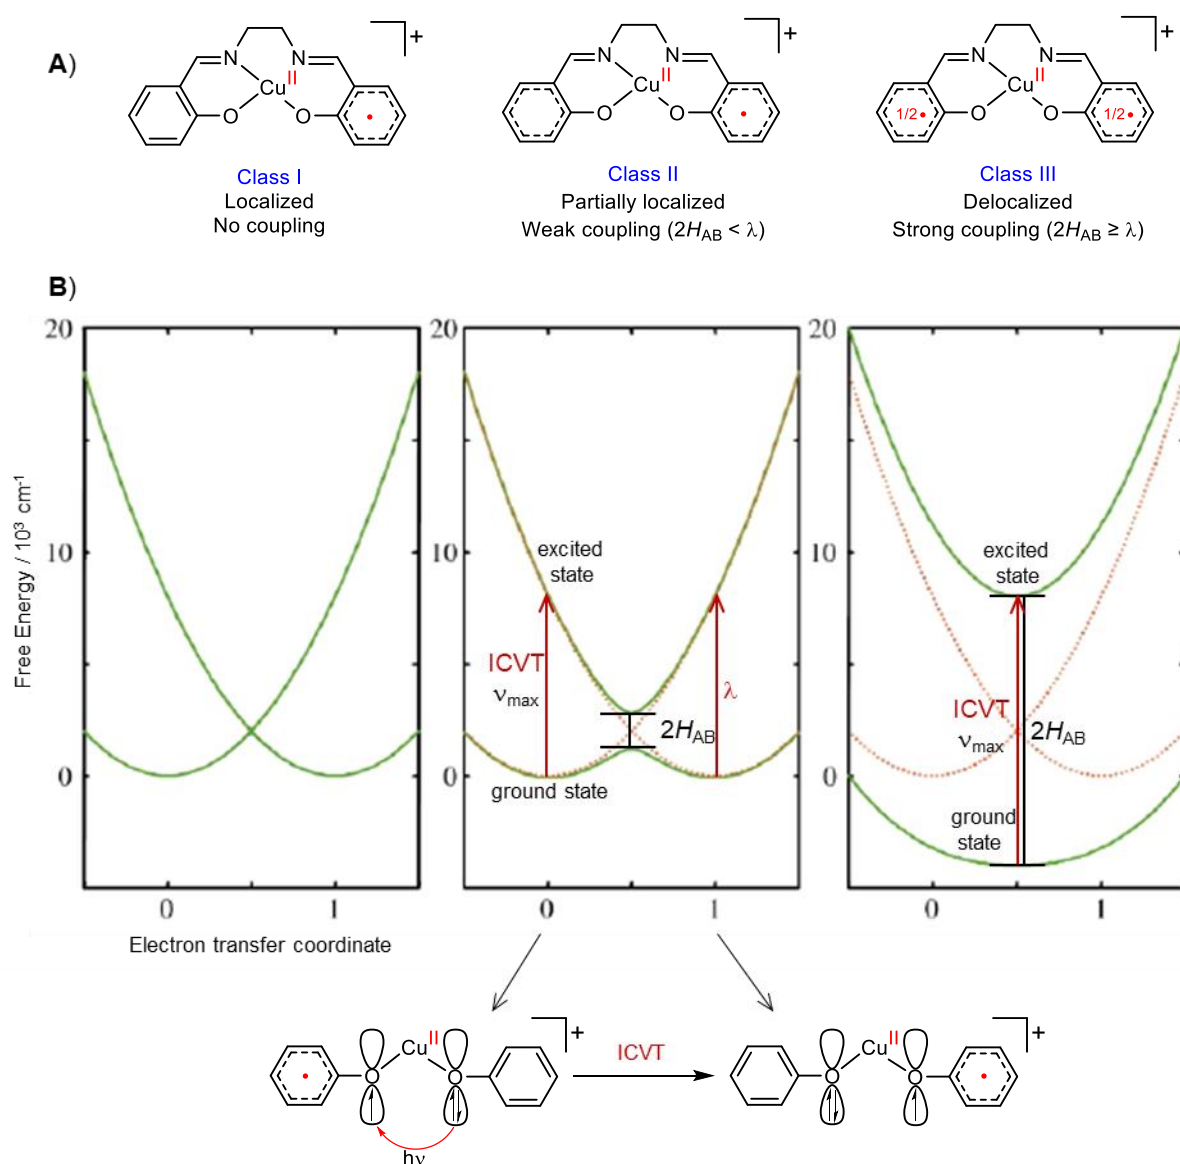 A)
N N
Cu II
O O
+
N N
Cu II
O O
+
N N
Cu II
O O
1/2• 1/2•
+
Class I
Localized
No coupling
Class II
Partially localized
Weak coupling (2HAB < λ)
Class III
Delocalized
Strong coupling (2HAB ≥ λ)
B)
Free Energy / 10³ cm⁻¹
20
10
0
0 1
Electron transfer coordinate
20
10
0
excited
state
ICVT
νmax
λ
2HAB
ground state
0 1
20
10
0
excited
state
ICVT
νmax
2HAB
ground
state
0 1
Cu II
O O
+
hν
ICVT
Cu II
O O
+